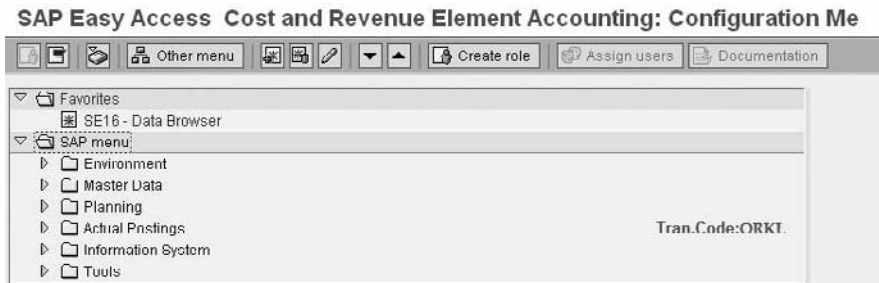 SAP Easy Access Cost and Revenue Element Accounting: Configuration Me
Other menu Create role Assign users Documentation
Favorites
SE16 - Data Browser
SAP menu
Environment
Master Data
Planning
Actual Postings Tran.Code:ORKL
Information System
Tools